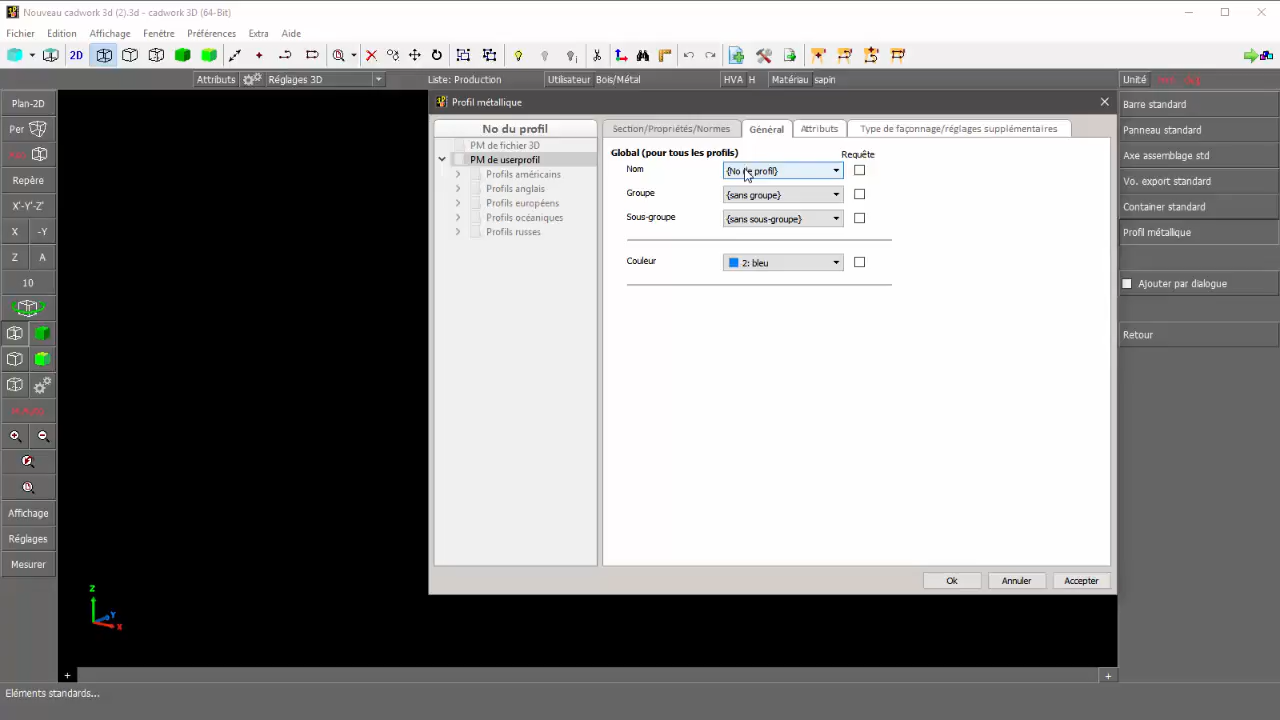 Nouveau cadwork 3d (2).3d - cadwork 3D (64-Bit)
Fichier Edition Affichage Fenêtre Préférences Extra Aide
2D
Attributs Réglages 3D Liste: Production Utilisateur Bois/Métal HVA H Matériau sapin Unité
Plan-2D
Per
Repère
X'-Y'-Z'
X -Y
Z A
10
Affichage
Réglages
Mesurer
Profil métallique
No du profil
PM de fichier 3D
PM de userprofil
Profils américains
Profils anglais
Profils européens
Profils océaniques
Profils russes
Section/Propriétés/Normes Général Attributs Type de façonnage/réglages supplémentaires
Global (pour tous les profils) Requête
Nom {No de profil}
Groupe {sans groupe}
Sous-groupe {sans sous-groupe}
Couleur 2: bleu
Ok Annuler Accepter
Barre standard
Panneau standard
Axe assemblage std
Vo. export standard
Container standard
Profil métallique
Ajouter par dialogue
Retour
Z
Y
X
+ +
Eléments standards...